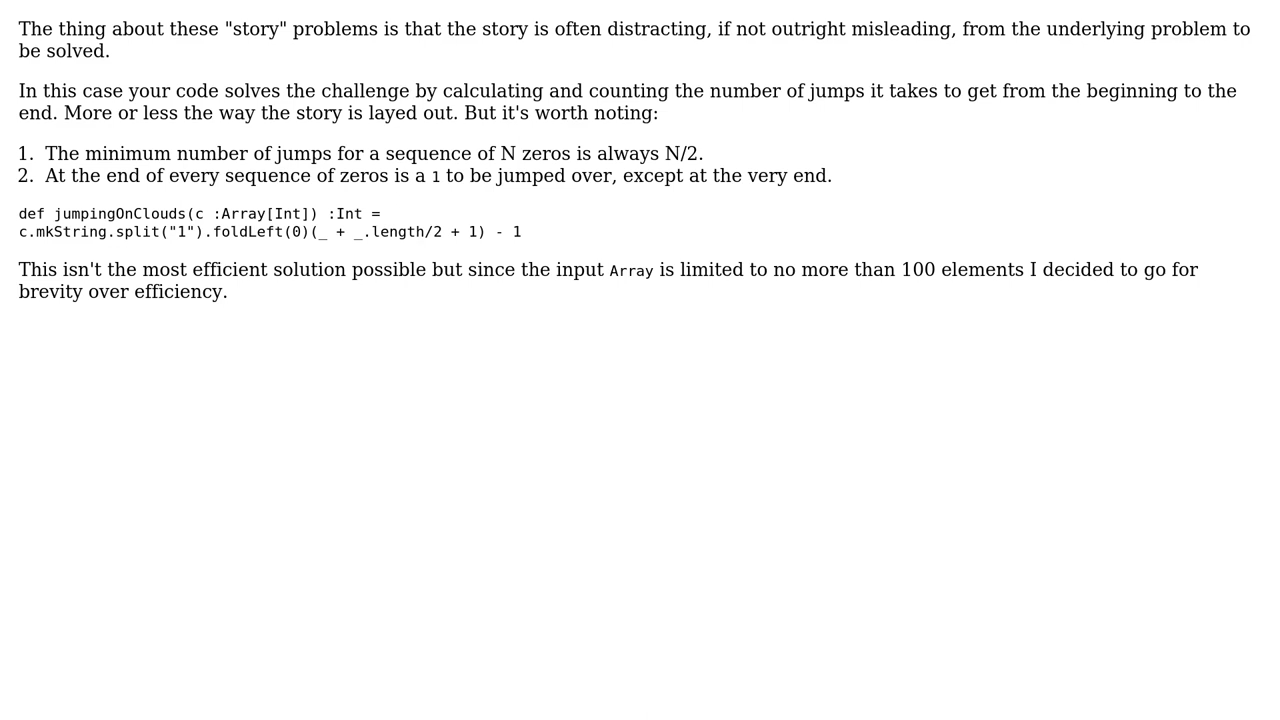 The thing about these "story" problems is that the story is often distracting, if not outright misleading, from the underlying problem to
be solved.
In this case your code solves the challenge by calculating and counting the number of jumps it takes to get from the beginning to the
end. More or less the way the story is layed out. But it's worth noting:
1. The minimum number of jumps for a sequence of N zeros is always N/2.
2. At the end of every sequence of zeros is a 1 to be jumped over, except at the very end.
def jumpingOnClouds(c :Array[Int]) :Int =
c.mkString.split("1").foldLeft(0)(_ + _.length/2 + 1) - 1
This isn't the most efficient solution possible but since the input Array is limited to no more than 100 elements I decided to go for
brevity over efficiency.